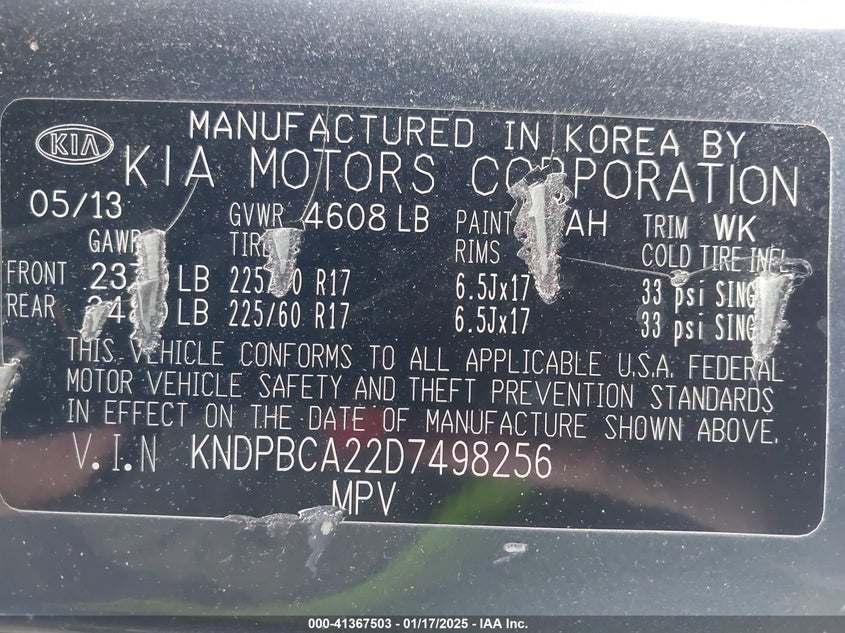 KIA
MANUFACTURED IN KOREA BY
KIA MOTORS CORPORATION
05/13 GVWR 4608 LB PAINT AH TRIM WK
GAWR TIRE RIMS COLD TIRE INFL
FRONT LB R17 6.5Jx17 33 psi
REAR LB 225/60 R17 6.5Jx17 33 psi
THIS VEHICLE CONFORMS TO ALL APPLICABLE U.S.A. FEDERAL
MOTOR VEHICLE SAFETY AND THEFT PREVENTION STANDARDS
IN EFFECT ON THE DATE OF MANUFACTURE SHOWN ABOVE.
V.I.N KNDPBCA22D7498256
MPV
000-41367503 — 01/17/2025 - IAA Inc.